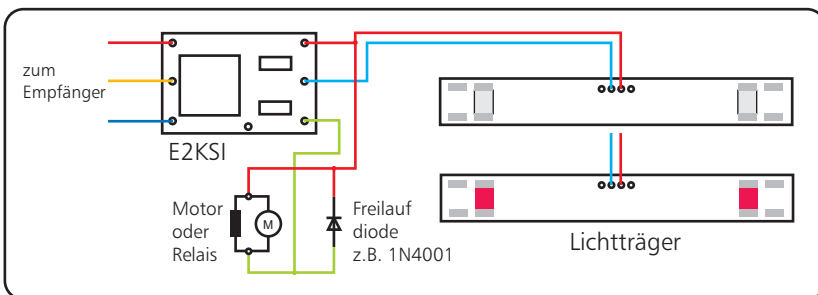 zum
Empfänger
E2KSI
Motor
oder
Relais
M
Freilauf
diode
z.B. 1N4001
Lichtträger